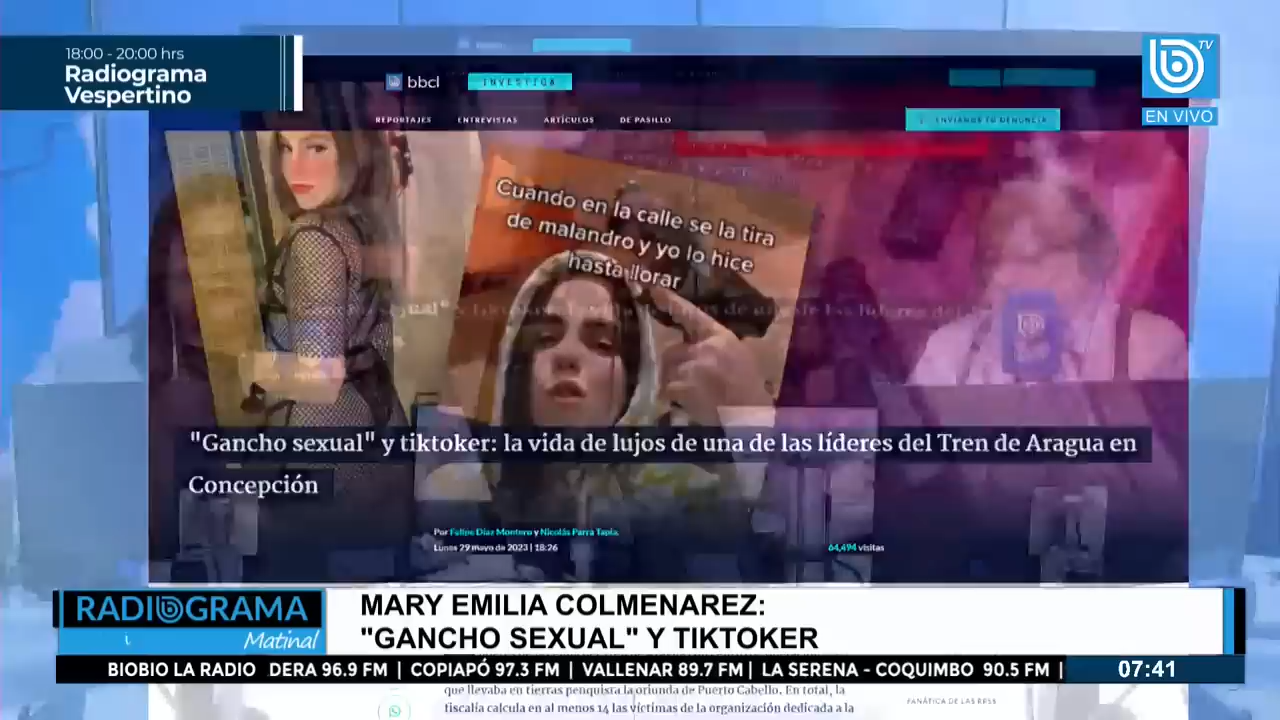 18:00 - 20:00 hrs
Radiograma
Vespertino
bbcl
INVESTIGA
REPORTAJES ENTREVISTAS ARTÍCULOS DE PASILLO
ENVIANOS TU DENUNCIA
TV
EN VIVO
Cuando en la calle se la tira
de malandro y yo lo hice
hasta llorar
"Gancho sexual" y tiktoker: la vida de lujos de una de las líderes del Tren de Aragua en
Concepción
Por Felipe Díaz Montero y Nicolás Parra Tapia,
Lunes 29 mayo de 2023 | 18:26
64,494 visitas
RADIOGRAMA
Matinal
MARY EMILIA COLMENAREZ:
"GANCHO SEXUAL" Y TIKTOKER
BIOBIO LA RADIO DERA 96.9 FM | COPIAPÓ 97.3 FM | VALLENAR 89.7 FM | LA SERENA - COQUIMBO 90.5 FM |
07:41
que llevaba en tierras penquista la oriunda de Puerto Cabello. En total, la
fiscalía calcula en al menos 14 las víctimas de la organización dedicada a la
FANÁTICA DE LAS RRSS